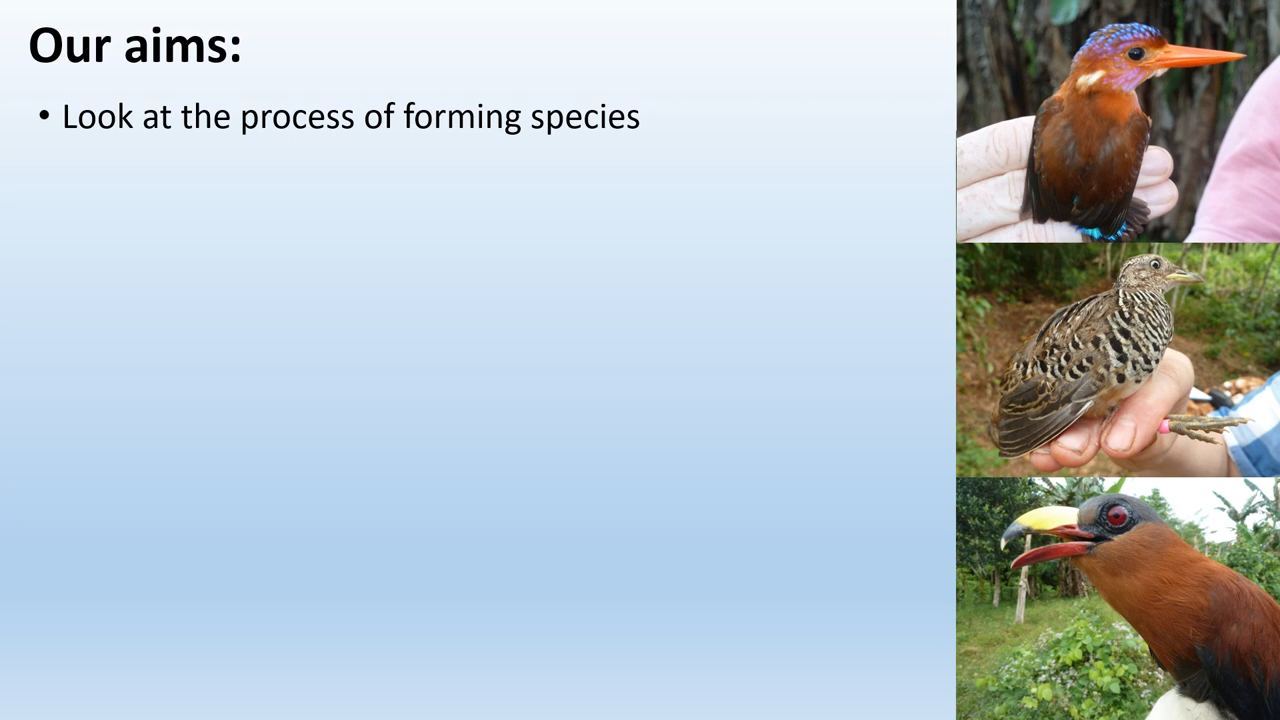 Our aims:
• Look at the process of forming species